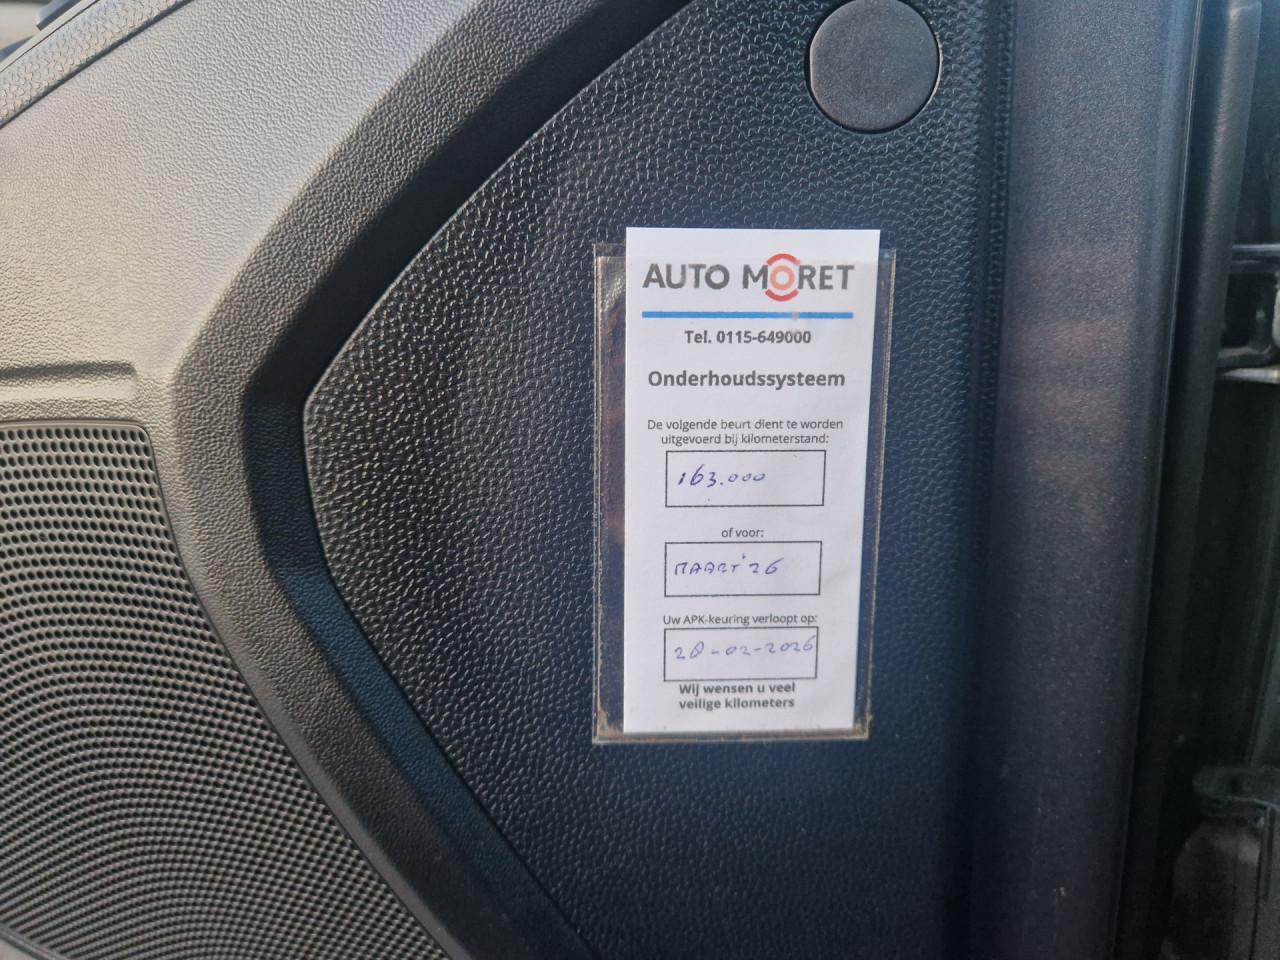 AUTO MORET
Tel. 0115-649000
Onderhoudssysteem
De volgende beurt dient te worden
uitgevoerd bij kilometerstand:
163.000
of voor:
MAART '26
Uw APK-keuring verloopt op:
28-02-2026
Wij wensen u veel
veilige kilometers